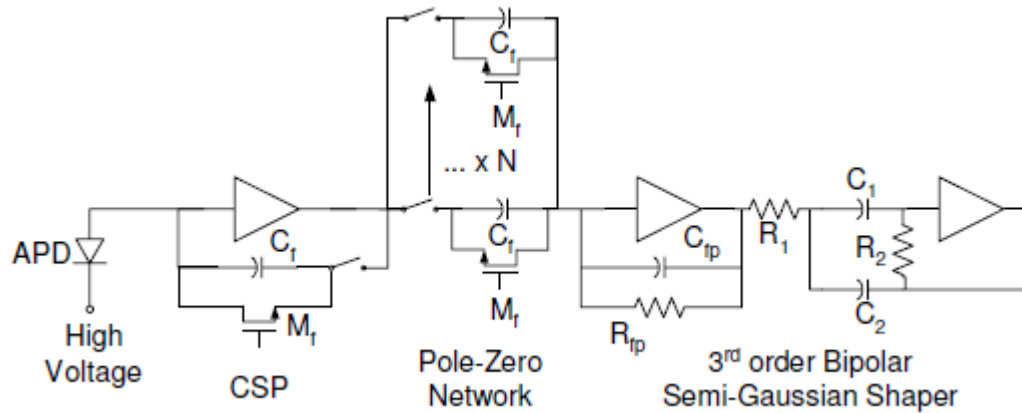 C_f
M_f
... x N
C_f
M_f
APD
High
Voltage
C_f
M_f
CSP
Pole-Zero
Network
C_fp
R_fp
R_1
C_1
R_2
C_2
3rd order Bipolar
Semi-Gaussian Shaper